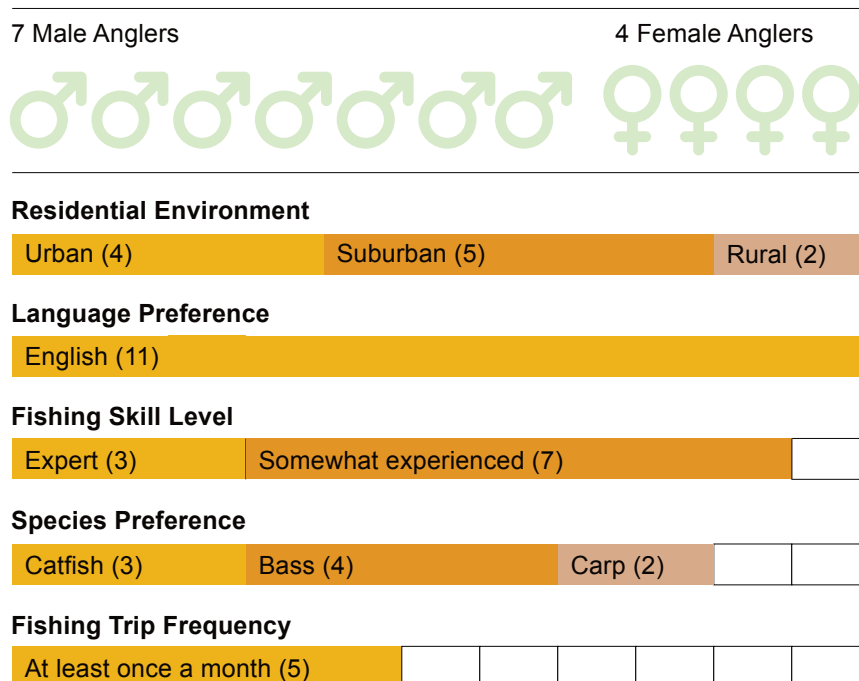 7 Male Anglers
4 Female Anglers
Residential Environment
Urban (4)
Suburban (5)
Rural (2)
Language Preference
English (11)
Fishing Skill Level
Expert (3)
Somewhat experienced (7)
Species Preference
Catfish (3)
Bass (4)
Carp (2)
Fishing Trip Frequency
At least once a month (5)